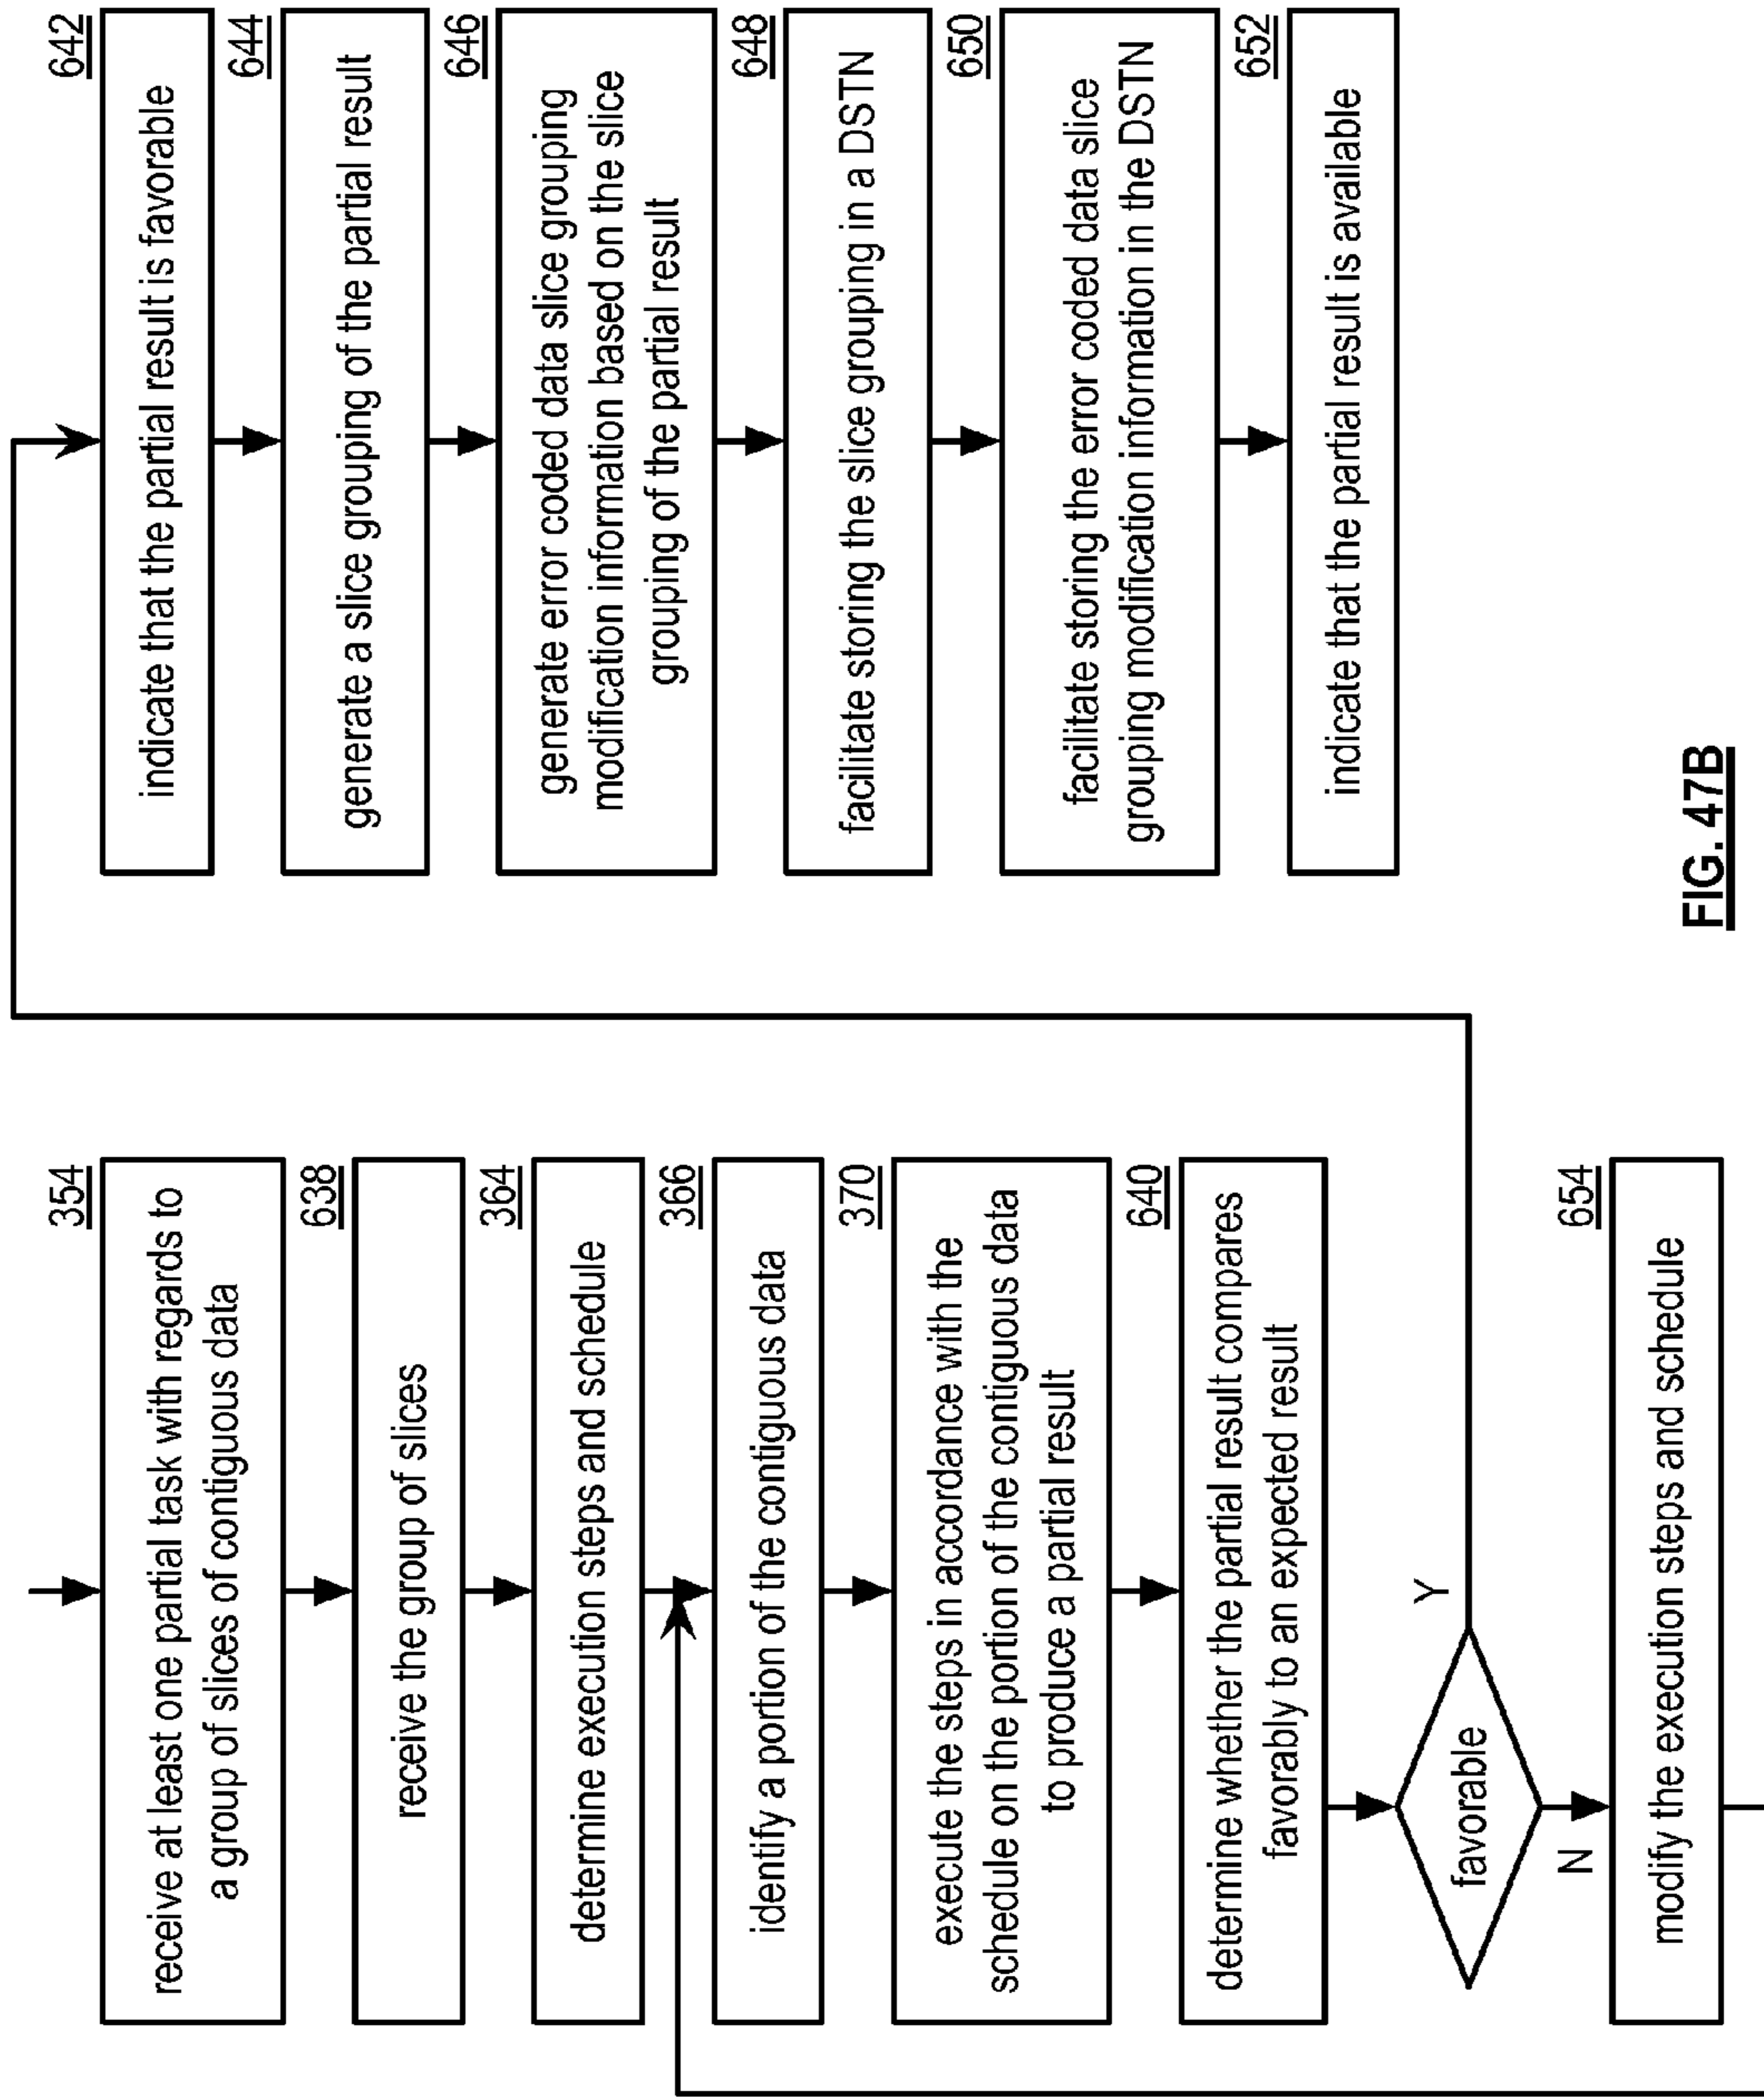 354
receive at least one partial task with regards to
a group of slices of contiguous data
638
receive the group of slices
364
determine execution steps and schedule
366
identify a portion of the contiguous data
370
execute the steps in accordance with the
schedule on the portion of the contiguous data
to produce a partial result
640
determine whether the partial result compares
favorably to an expected result
favorable
Y
N
654
modify the execution steps and schedule
642
indicate that the partial result is favorable
644
generate a slice grouping of the partial result
646
generate error coded data slice grouping
modification information based on the slice
grouping of the partial result
648
facilitate storing the slice grouping in a DSTN
650
facilitate storing the error coded data slice
grouping modification information in the DSTN
652
indicate that the partial result is available
FIG. 47B